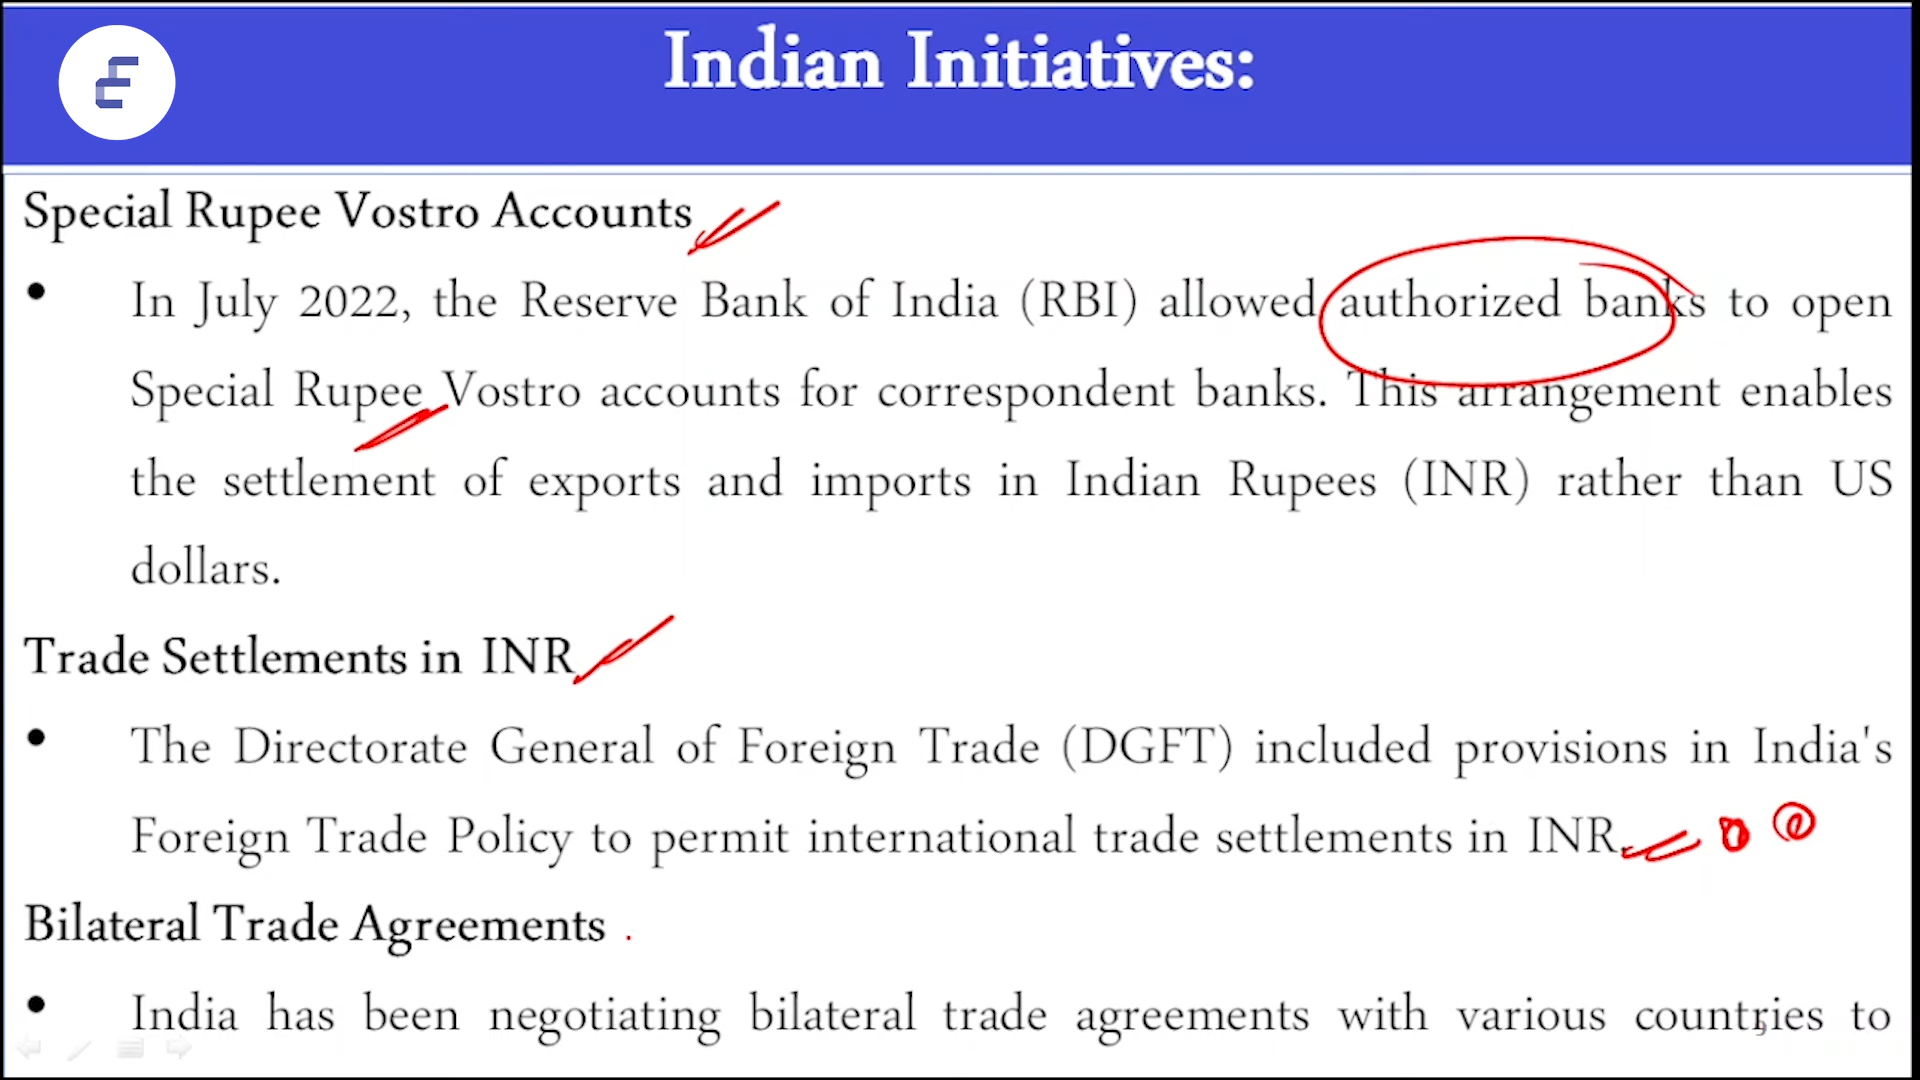 Indian Initiatives:
Special Rupee Vostro Accounts
• In July 2022, the Reserve Bank of India (RBI) allowed authorized banks to open
Special Rupee Vostro accounts for correspondent banks. This arrangement enables
the settlement of exports and imports in Indian Rupees (INR) rather than US
dollars.
Trade Settlements in INR
• The Directorate General of Foreign Trade (DGFT) included provisions in India's
Foreign Trade Policy to permit international trade settlements in INR.
Bilateral Trade Agreements
• India has been negotiating bilateral trade agreements with various countries to